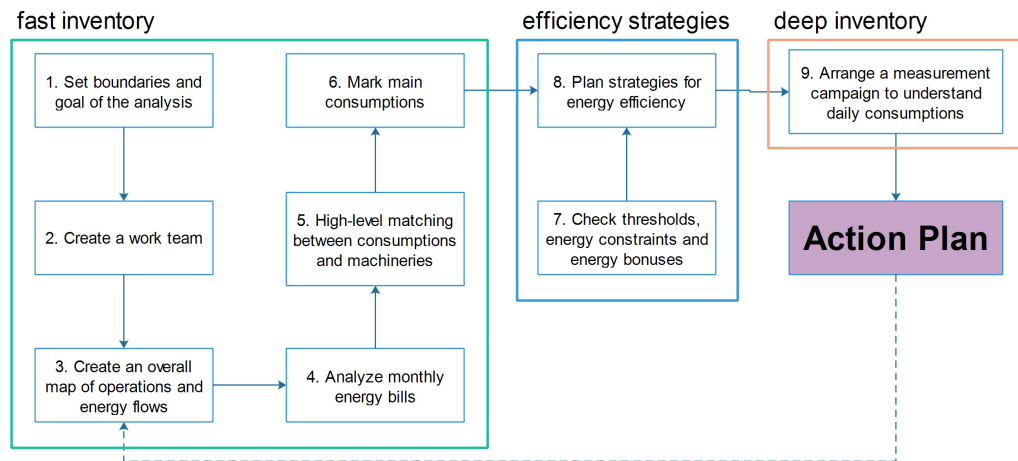 fast inventory
efficiency strategies
deep inventory
1. Set boundaries and
goal of the analysis
6. Mark main
consumptions
8. Plan strategies for
energy efficiency
9. Arrange a measurement
campaign to understand
daily consumptions
2. Create a work team
5. High-level matching
between consumptions
and machineries
7. Check thresholds,
energy constraints and
energy bonuses
Action Plan
3. Create an overall
map of operations and
energy flows
4. Analyze monthly
energy bills